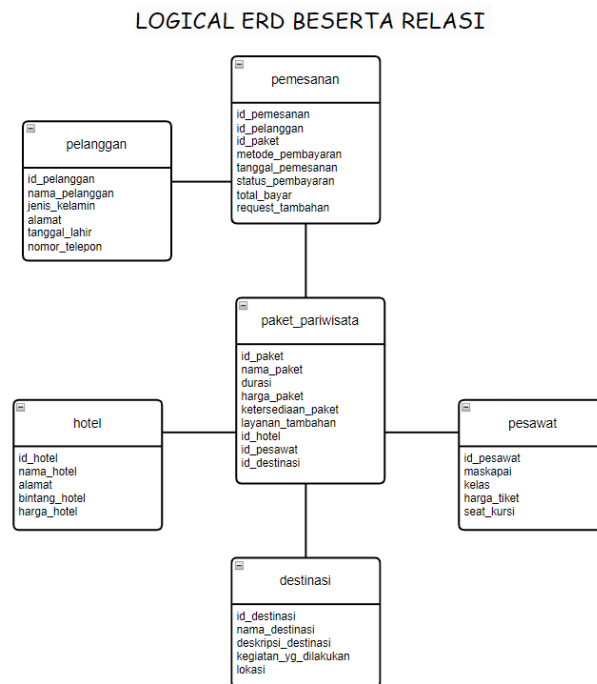 LOGICAL ERD BESERTA RELASI
pemesanan
id_pemesanan
id_pelanggan
id_paket
metode_pembayaran
tanggal_pemesanan
status_pembayaran
total_bayar
request_tambahan
pelanggan
id_pelanggan
nama_pelanggan
jenis_kelamin
alamat
tanggal_lahir
nomor_telepon
paket_pariwisata
id_paket
nama_paket
durasi
harga_paket
ketersediaan_paket
layanan_tambahan
id_hotel
id_pesawat
id_destinasi
hotel
id_hotel
nama_hotel
alamat
bintang_hotel
harga_hotel
pesawat
id_pesawat
maskapai
kelas
harga_tiket
seat_kursi
destinasi
id_destinasi
nama_destinasi
deskripsi_destinasi
kegiatan_yg_dilakukan
lokasi